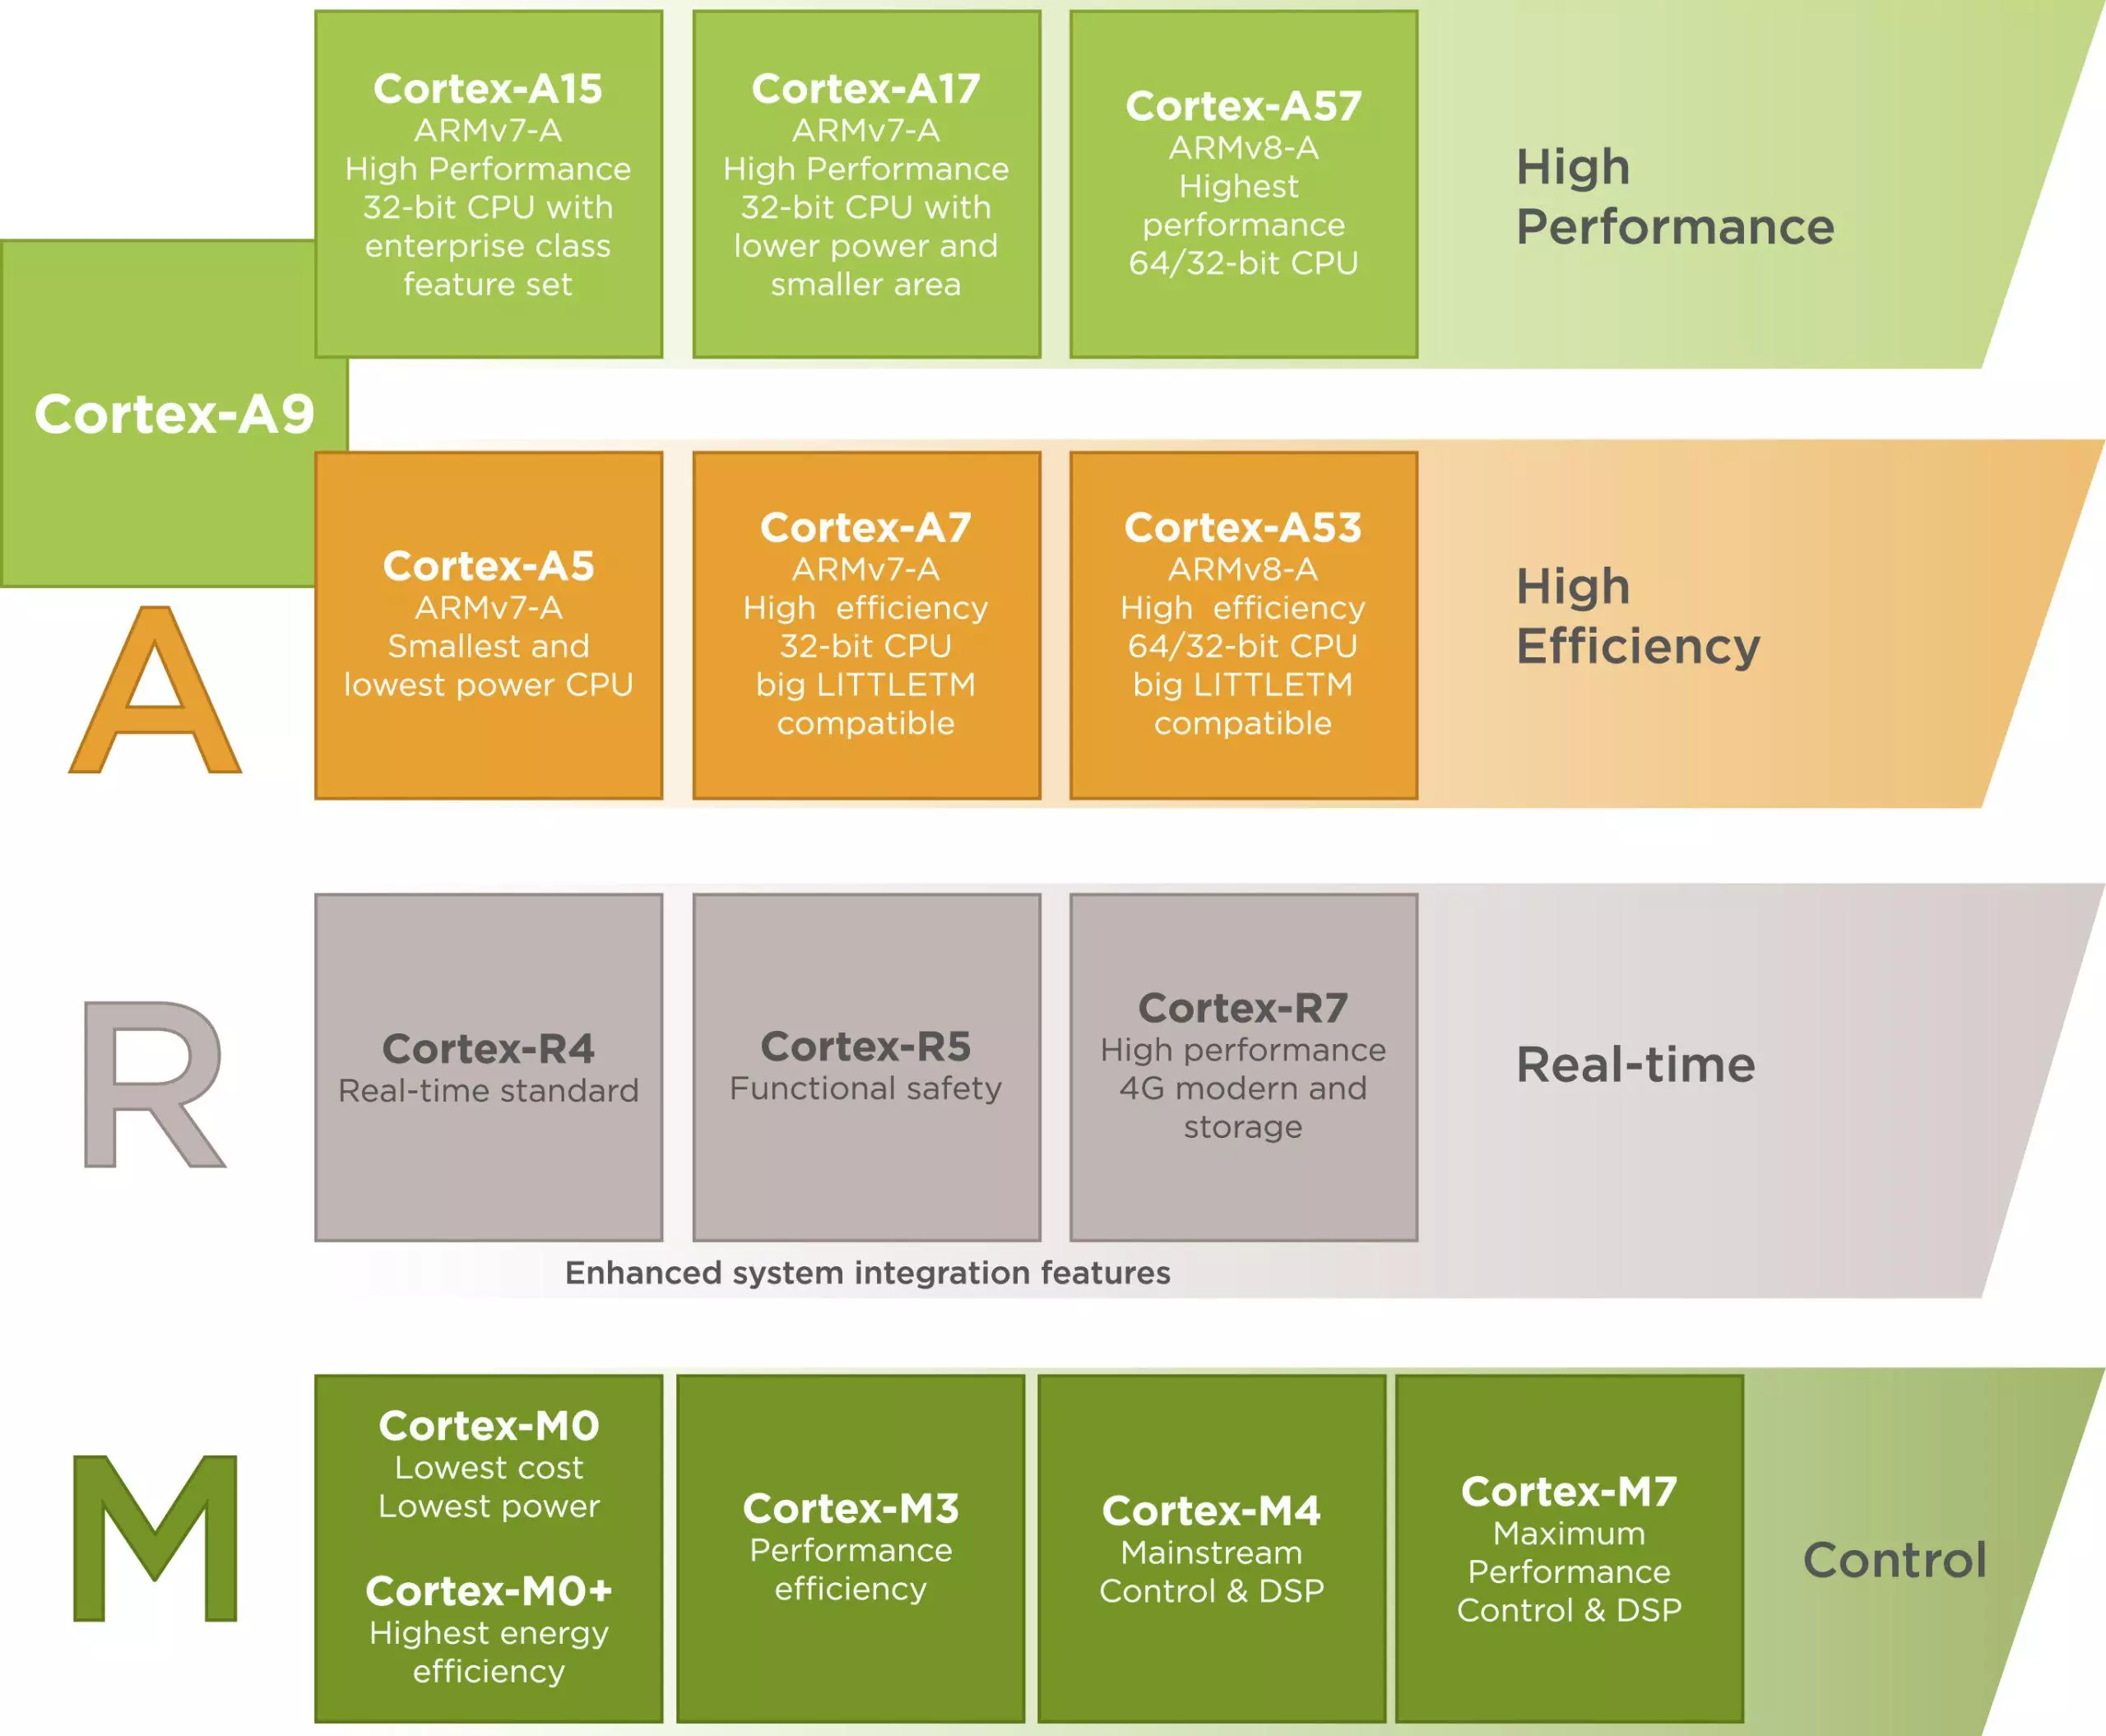 Cortex-A15
ARMv7-A
High Performance
32-bit CPU with
enterprise class
feature set
Cortex-A17
ARMv7-A
High Performance
32-bit CPU with
lower power and
smaller area
Cortex-A57
ARMv8-A
Highest
performance
64/32-bit CPU
High
Performance
Cortex-A9
A
Cortex-A5
ARMv7-A
Smallest and
lowest power CPU
Cortex-A7
ARMv7-A
High efficiency
32-bit CPU
big LITTLETM
compatible
Cortex-A53
ARMv8-A
High efficiency
64/32-bit CPU
big LITTLETM
compatible
High
Efficiency
R
Cortex-R4
Real-time standard
Cortex-R5
Functional safety
Cortex-R7
High performance
4G modern and
storage
Real-time
Enhanced system integration features
M
Cortex-M0
Lowest cost
Lowest power
Cortex-M0+
Highest energy
efficiency
Cortex-M3
Performance
efficiency
Cortex-M4
Mainstream
Control & DSP
Cortex-M7
Maximum
Performance
Control & DSP
Control